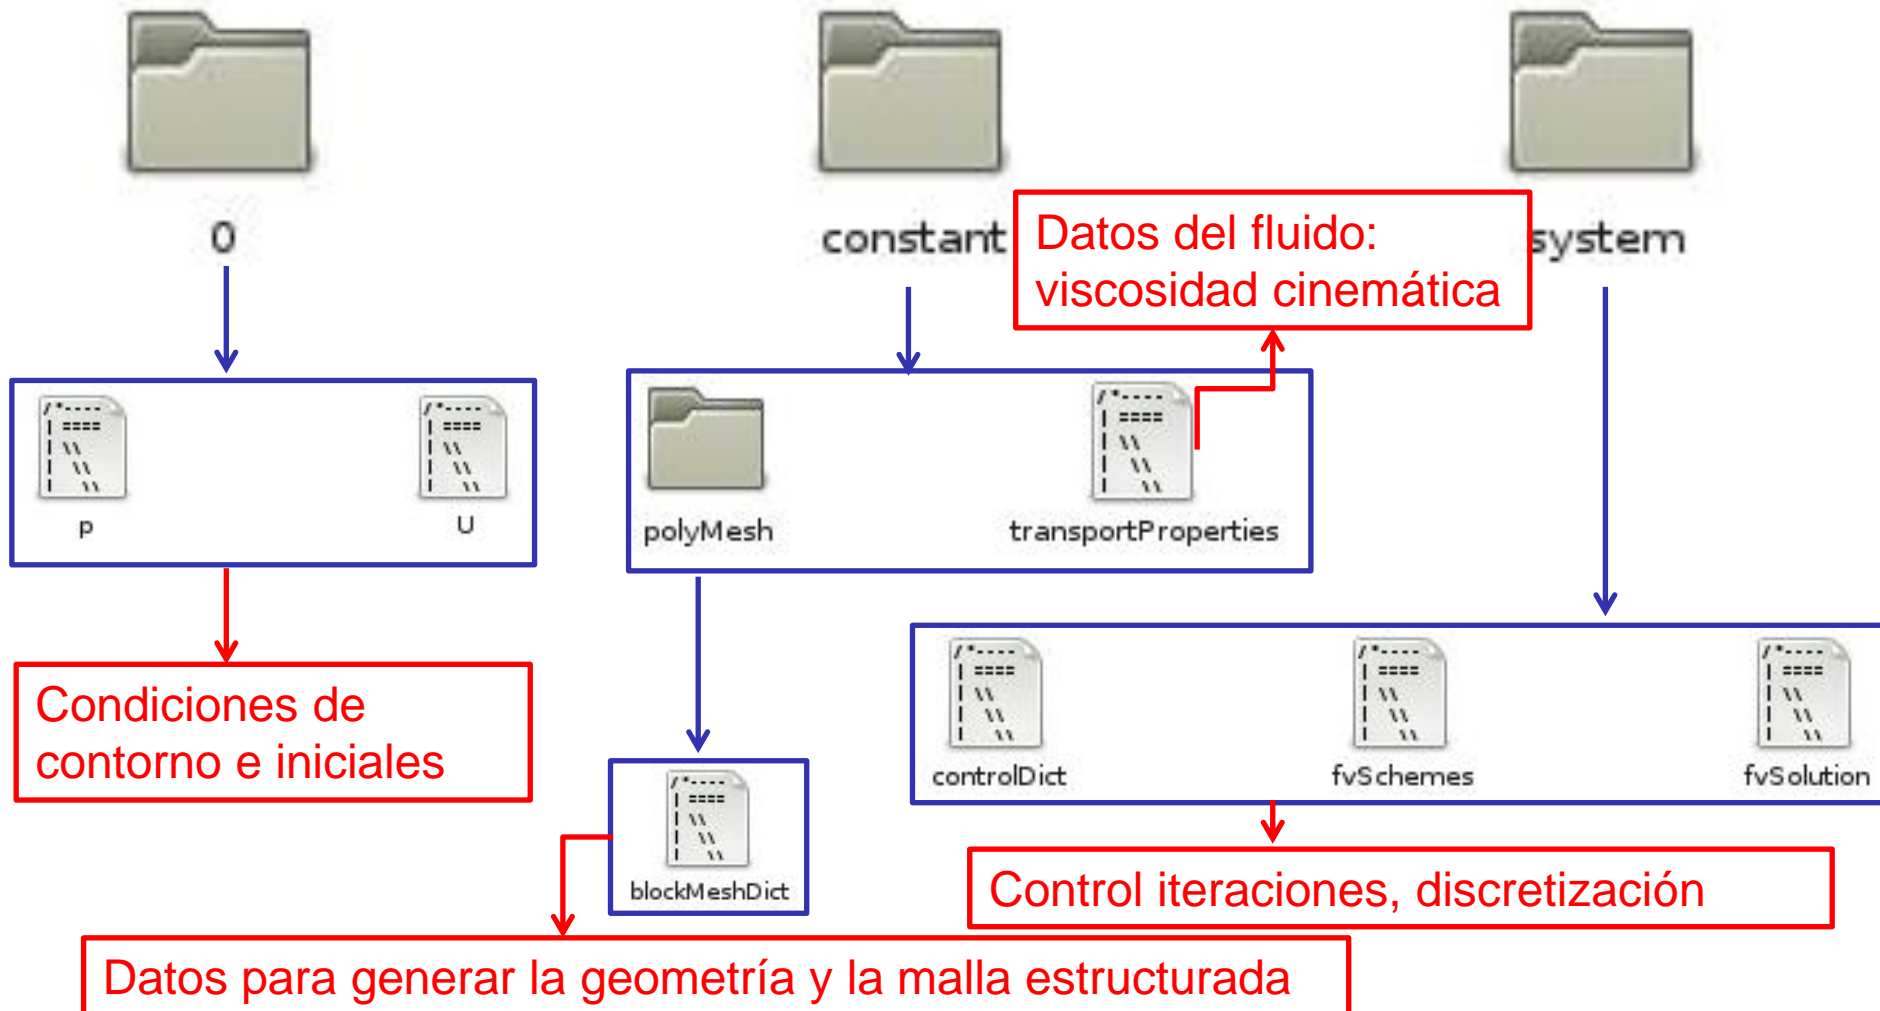 0
constant
system
Datos del fluido:
viscosidad cinemática
p
U
polyMesh
transportProperties
Condiciones de
contorno e iniciales
controlDict
fvSchemes
fvSolution
blockMeshDict
Control iteraciones, discretización
Datos para generar la geometría y la malla estructurada